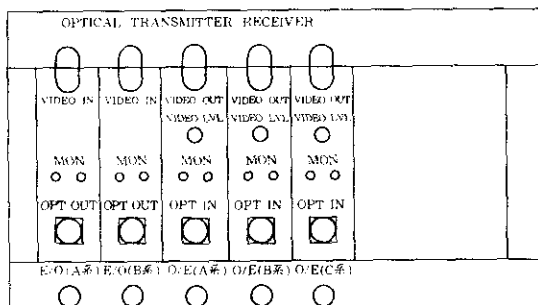 OPTICAL TRANSMITTER RECEIVER
VIDEO IN VIDEO IN VIDEO OUT VIDEO OUT VIDEO OUT
VIDEO LVL VIDEO LVL VIDEO LVL
MON MON MON MON MON
OPT OUT OPT OUT OPT IN OPT IN OPT IN
E/O(A系) E/O(B系) O/E(A系) O/E(B系) O/E(C系)